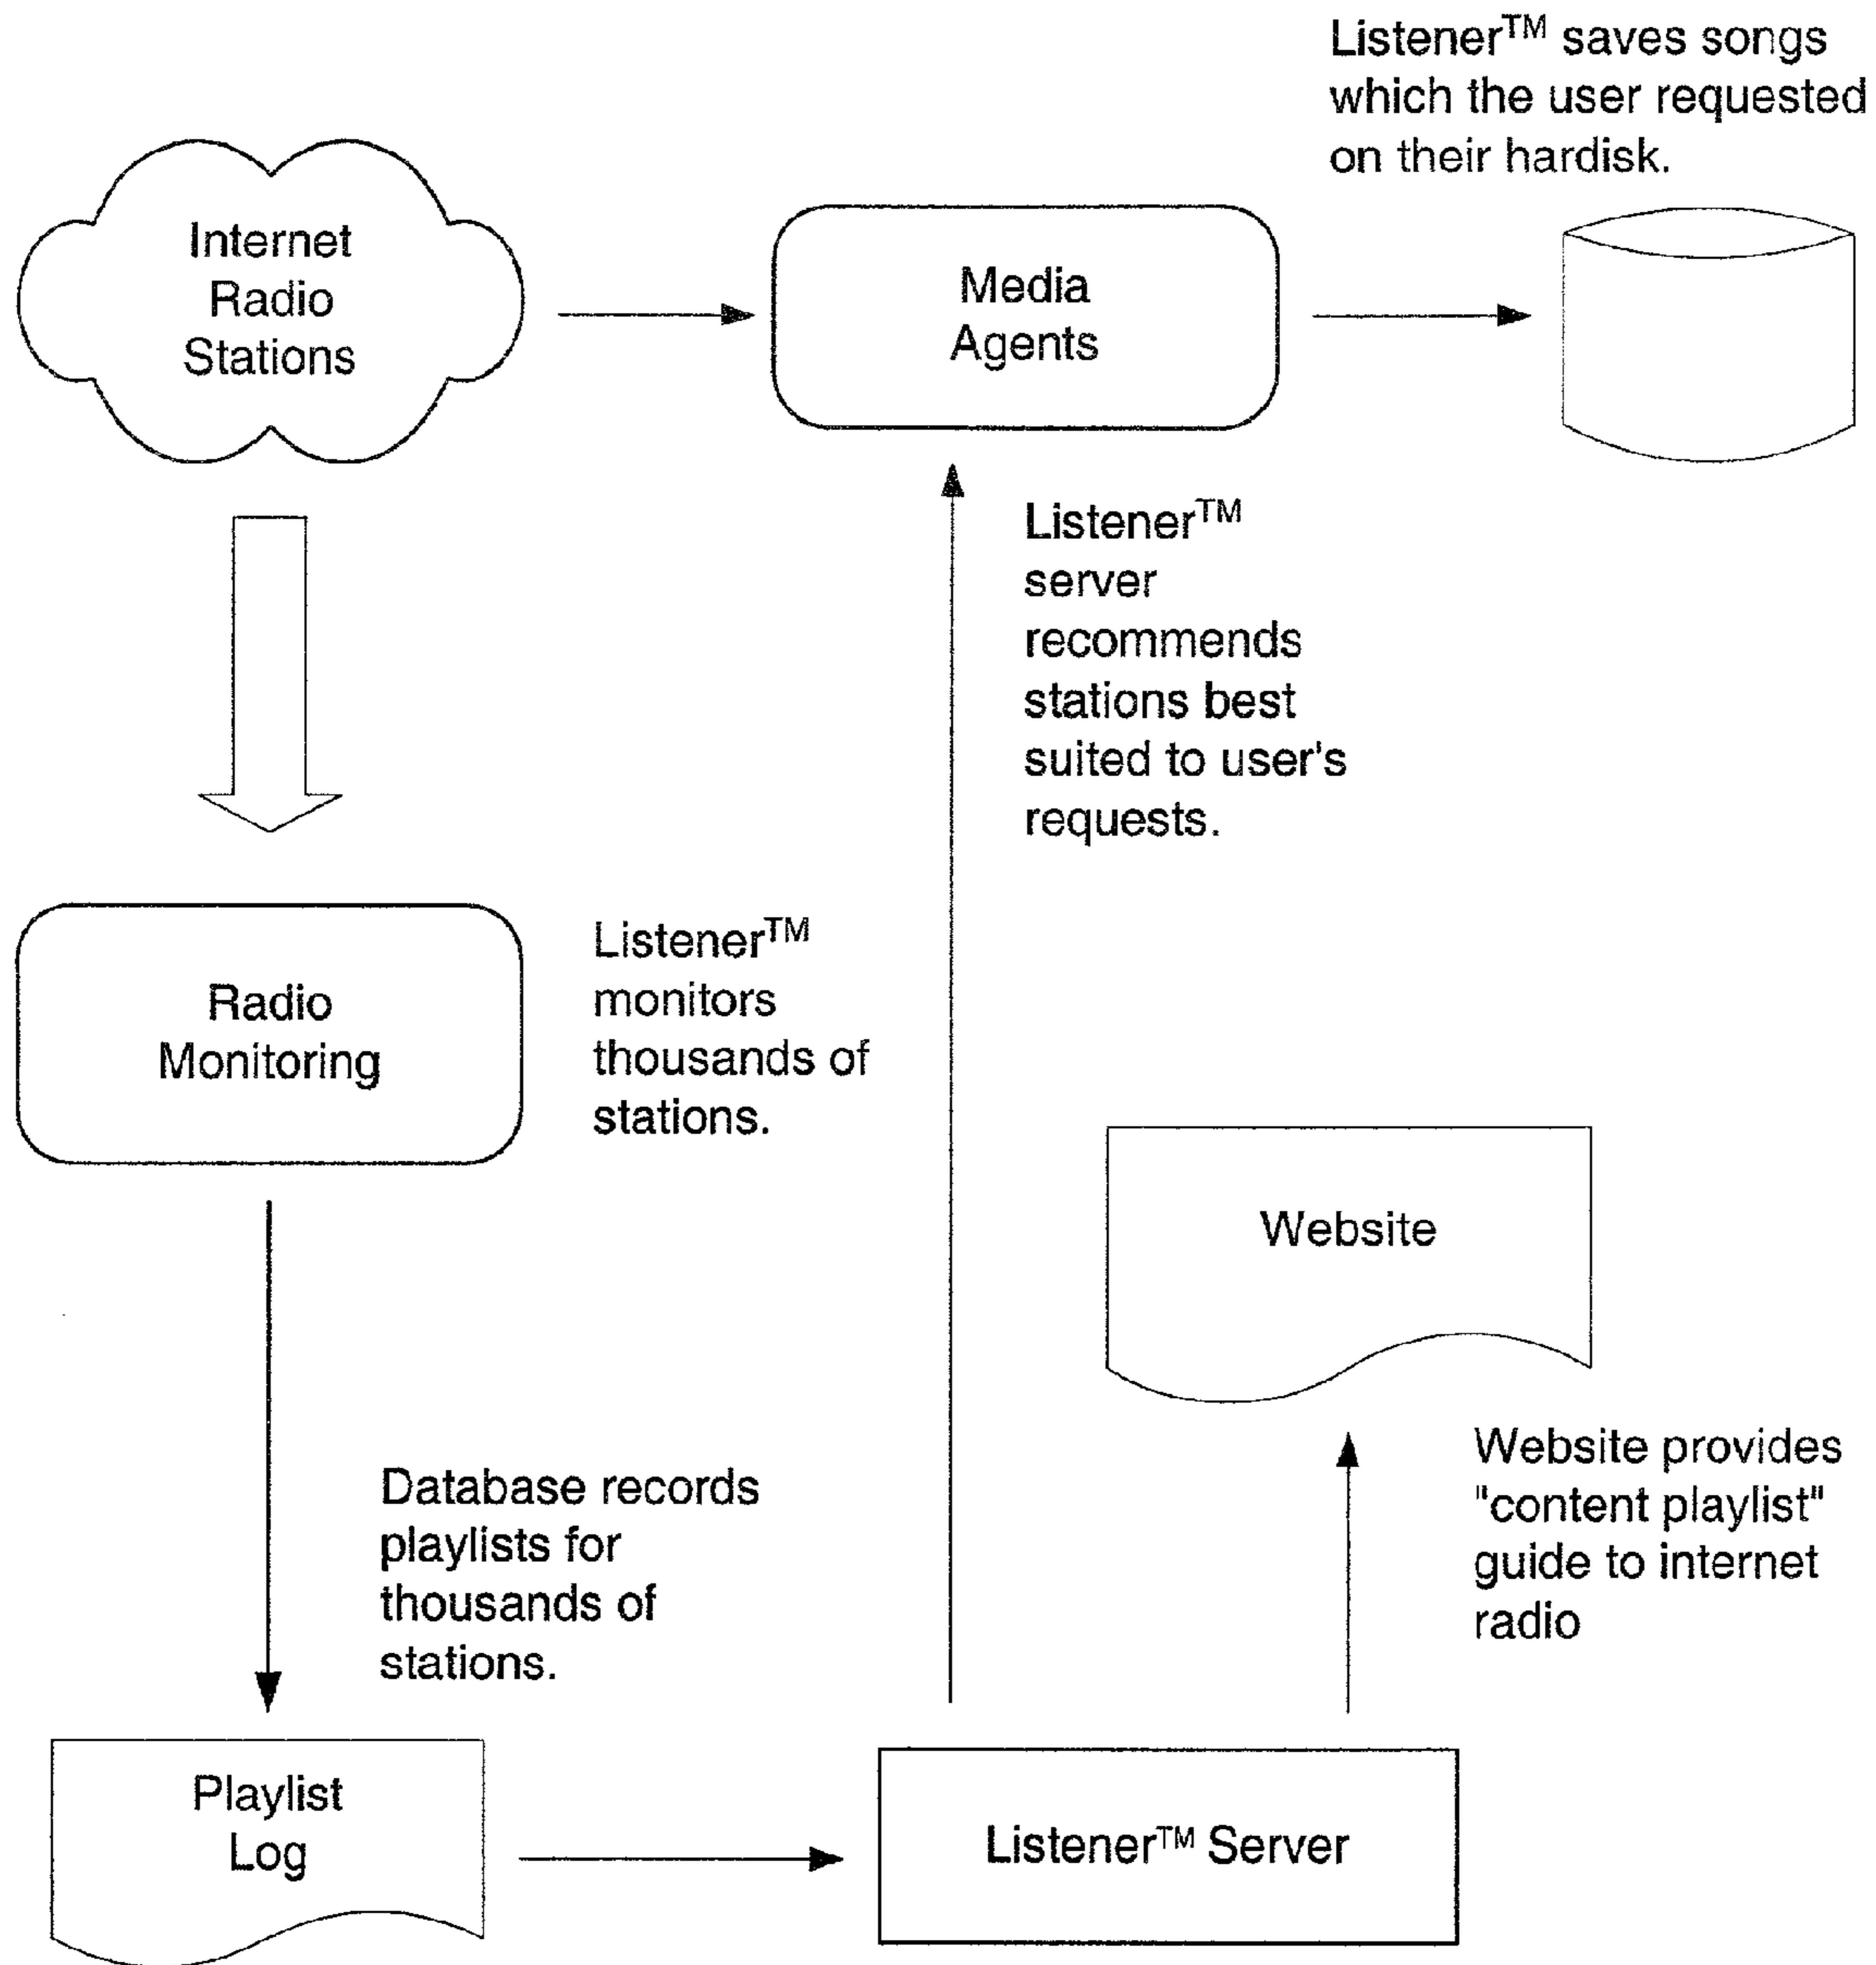 Listener™ saves songs
which the user requested
on their hardisk.
Internet
Radio
Stations
Media
Agents
Listener™
server
recommends
stations best
suited to user's
requests.
Radio
Monitoring
Listener™
monitors
thousands of
stations.
Website
Website provides
"content playlist"
guide to internet
radio
Database records
playlists for
thousands of
stations.
Playlist
Log
Listener™ Server